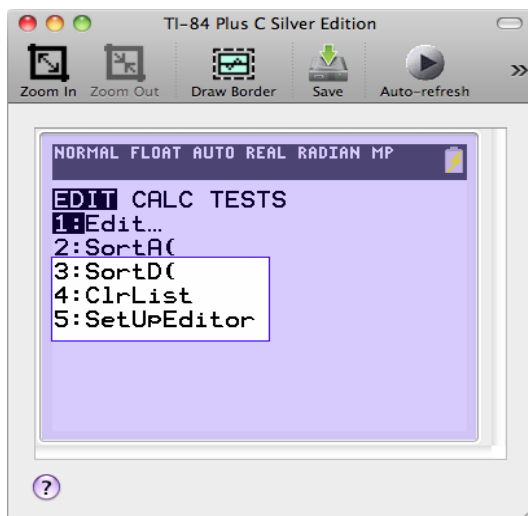 TI-84 Plus C Silver Edition
Zoom In Zoom Out Draw Border Save Auto-refresh »
NORMAL FLOAT AUTO REAL RADIAN MP
EDIT CALC TESTS
1:Edit…
2:SortA(
3:SortD(
4:ClrList
5:SetUpEditor
?